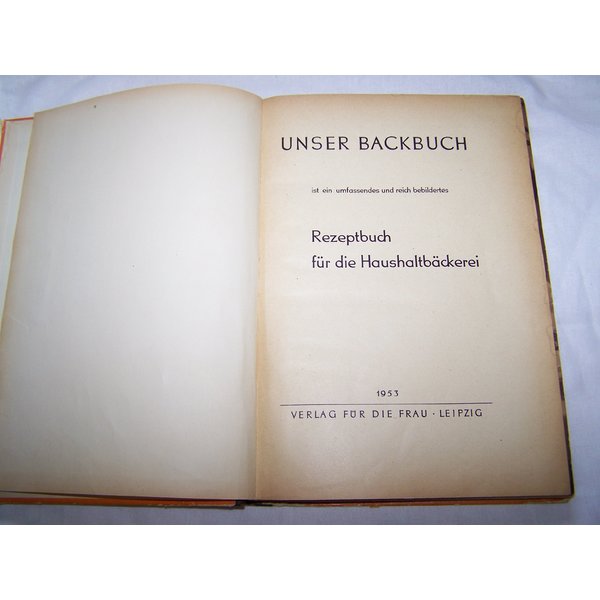 UNSER BACKBUCH
ist ein umfassendes und reich bebildertes
Rezeptbuch
für die Haushaltbäckerei
1953
VERLAG FÜR DIE FRAU · LEIPZIG